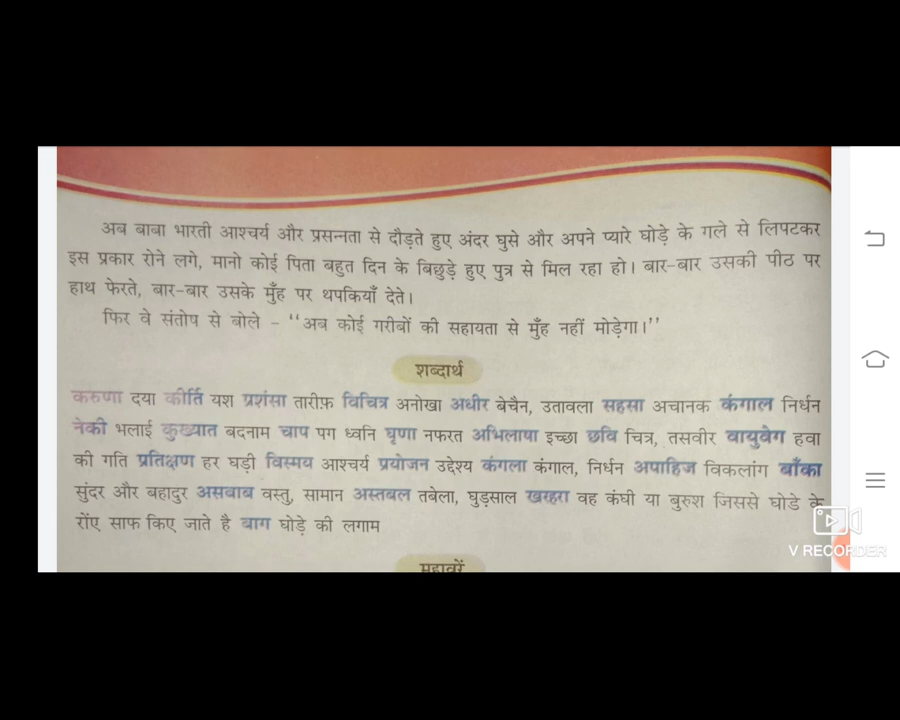 अब बाबा भारती आश्चर्य और प्रसन्नता से दौड़ते हुए अंदर घुसे और अपने प्यारे घोड़े के गले से लिपटकर
इस प्रकार रोने लगे, मानो कोई पिता बहुत दिन के बिछुड़े हुए पुत्र से मिल रहा हो। बार-बार उसकी पीठ पर
हाथ फेरते, बार-बार उसके मुँह पर थपकियाँ देते।
फिर वे संतोष से बोले - ‘‘अब कोई गरीबों की सहायता से मुँह नहीं मोड़ेगा।’’
शब्दार्थ
करुणा दया कीर्ति यश प्रशंसा तारीफ़ विचित्र अनोखा अधीर बेचैन, उतावला सहसा अचानक कंगाल निर्धन
नेकी भलाई कुख्यात बदनाम चाप पग ध्वनि घृणा नफरत अभिलाषा इच्छा छवि चित्र, तसवीर वायुवेग हवा
की गति प्रतिक्षण हर घड़ी विस्मय आश्चर्य प्रयोजन उद्देश्य कंगला कंगाल, निर्धन अपाहिज विकलांग बाँका
सुंदर और बहादुर असबाब वस्तु, सामान अस्तबल तबेला, घुड़साल खरहरा वह कंघी या बुरुश जिससे घोडे के
रोंए साफ किए जाते है बाग घोड़े की लगाम
मुहावरें
V RECORDER